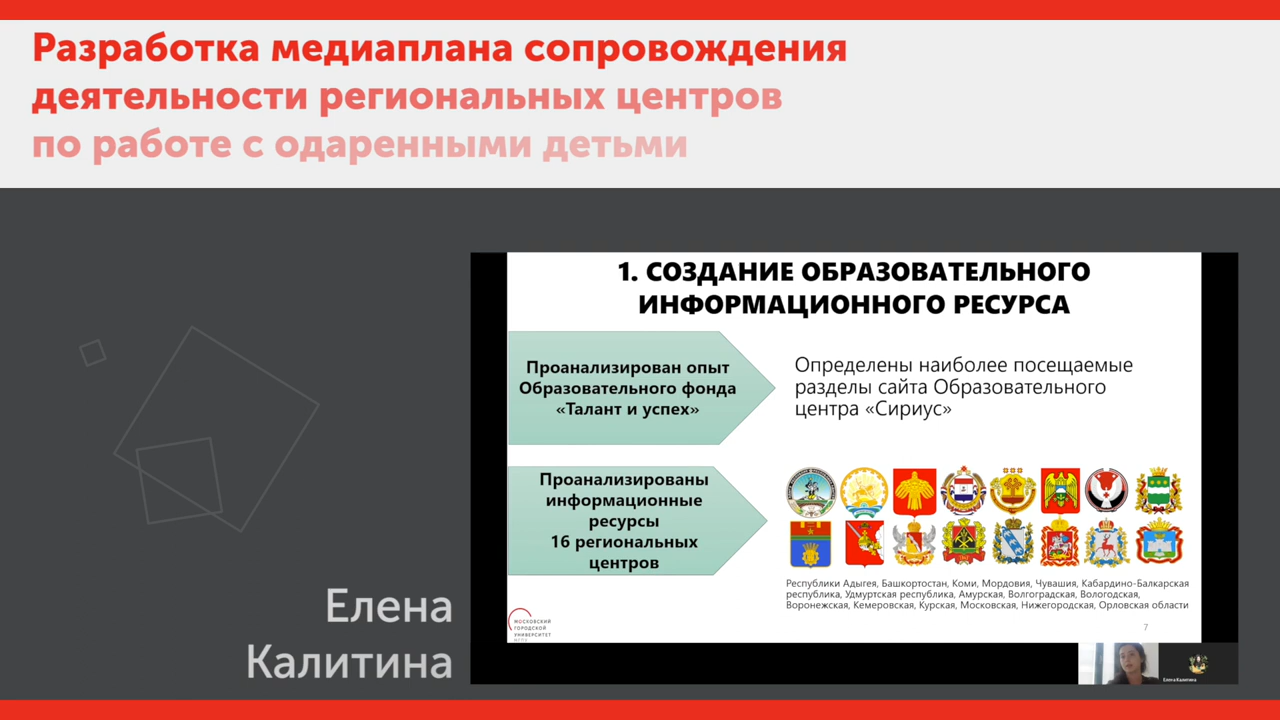 Разработка медиаплана сопровождения
деятельности региональных центров
по работе с одаренными детьми
1. СОЗДАНИЕ ОБРАЗОВАТЕЛЬНОГО
ИНФОРМАЦИОННОГО РЕСУРСА
Проанализирован опыт
Образовательного фонда
«Талант и успех»
Определены наиболее посещаемые
разделы сайта Образовательного
центра «Сириус»
Проанализированы
информационные
ресурсы
16 региональных
центров
Республики Адыгея, Башкортостан, Коми, Мордовия, Чувашия, Кабардино-Балкарская
республика, Удмуртская республика, Амурская, Волгоградская, Вологодская,
Воронежская, Кемеровская, Курская, Московская, Нижегородская, Орловская области
МОСКОВСКИЙ
ГОРОДСКОЙ
УНИВЕРСИТЕТ
7
Елена Калитина
Елена
Калитина